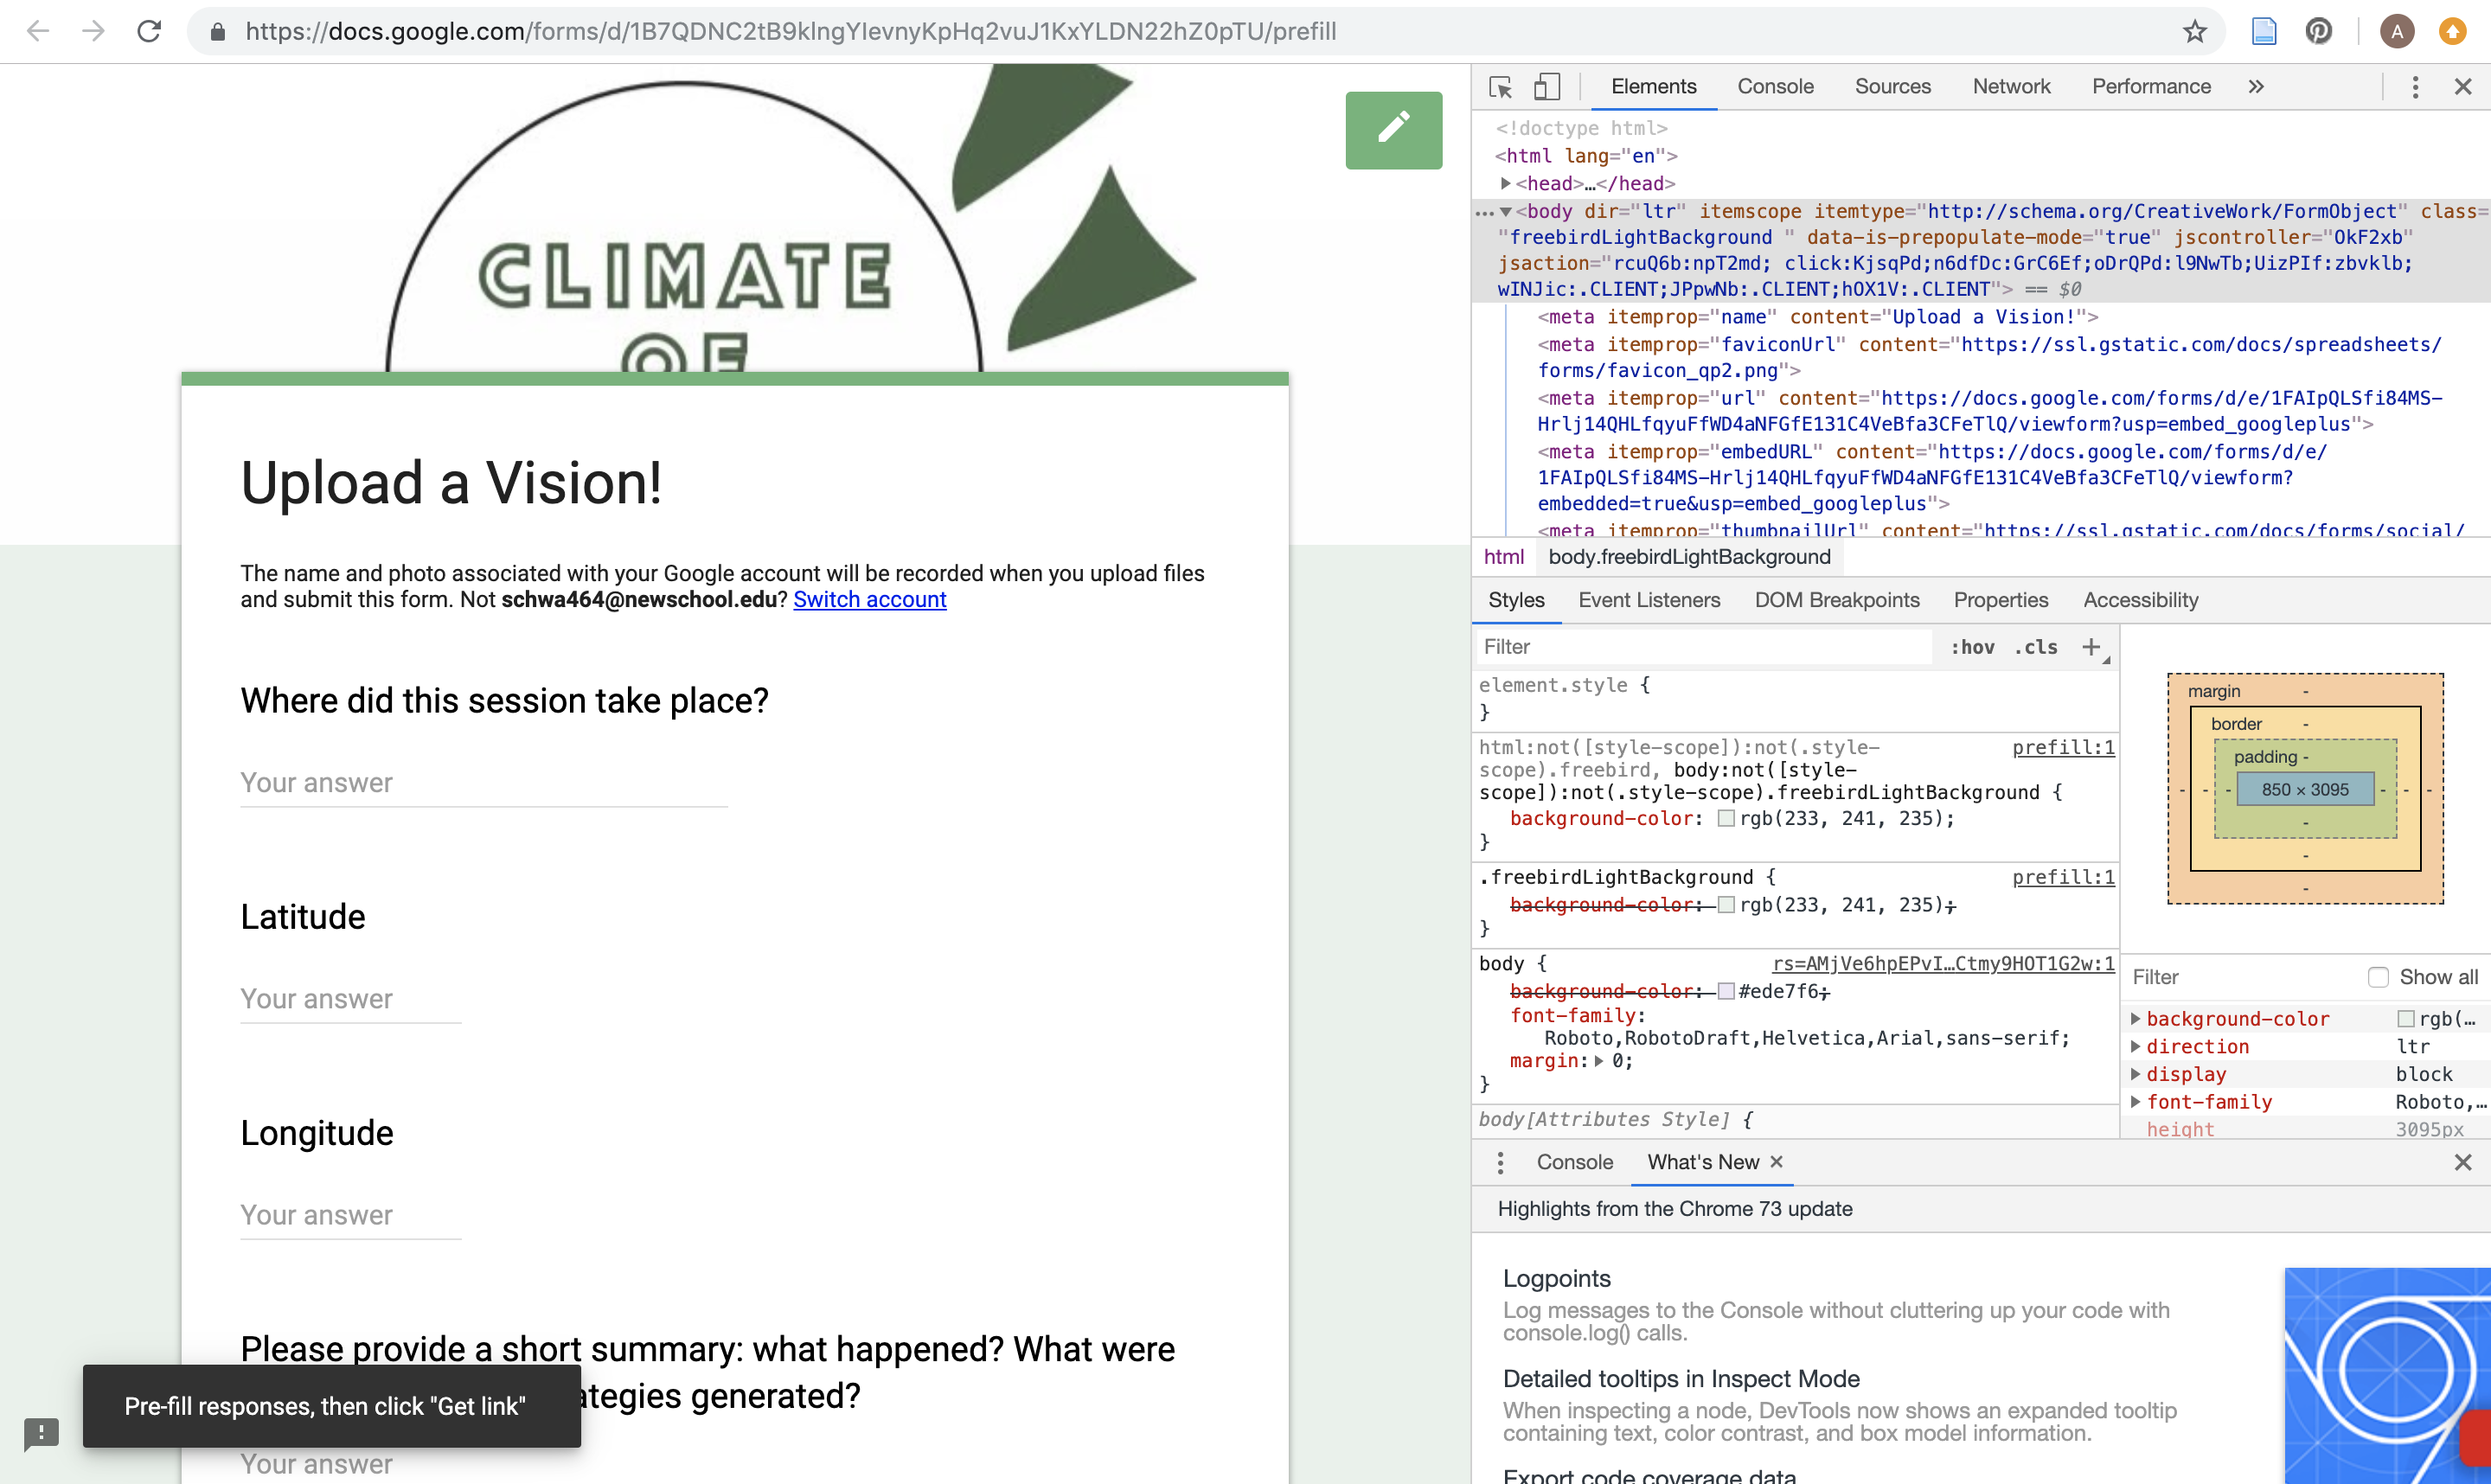 https://docs.google.com/forms/d/1B7QDNC2tB9kIngYIevnyKpHq2vuJ1KxYLDN22hZ0pTU/prefill
A
CLIMATE
OF
Upload a Vision!
The name and photo associated with your Google account will be recorded when you upload files
and submit this form. Not schwa464@newschool.edu? Switch account
Where did this session take place?
Your answer
Latitude
Your answer
Longitude
Your answer
Please provide a short summary: what happened? What were
ategies generated?
Your answer
Pre-fill responses, then click "Get link"
Elements Console Sources Network Performance »
<!doctype html>
<html lang="en">
<head>…</head>
<body dir="ltr" itemscope itemtype="http://schema.org/CreativeWork/FormObject" class=
"freebirdLightBackground " data-is-prepopulate-mode="true" jscontroller="OkF2xb"
jsaction="rcuQ6b:npT2md; click:KjsqPd;n6dfDc:GrC6Ef;oDrQPd:l9NwTb;UizPIf:zbvklb;
wINJic:.CLIENT;JPpwNb:.CLIENT;hOX1V:.CLIENT"> == $0
<meta itemprop="name" content="Upload a Vision!">
<meta itemprop="faviconUrl" content="https://ssl.gstatic.com/docs/spreadsheets/
forms/favicon_qp2.png">
<meta itemprop="url" content="https://docs.google.com/forms/d/e/1FAIpQLSfi84MS-
Hrlj14QHLfqyuFfWD4aNFGfE131C4VeBfa3CFeTlQ/viewform?usp=embed_googleplus">
<meta itemprop="embedURL" content="https://docs.google.com/forms/d/e/
1FAIpQLSfi84MS-Hrlj14QHLfqyuFfWD4aNFGfE131C4VeBfa3CFeTlQ/viewform?
embedded=true&usp=embed_googleplus">
<meta itemprop="thumbnailUrl" content="https://ssl.gstatic.com/docs/forms/social/
html body.freebirdLightBackground
Styles Event Listeners DOM Breakpoints Properties Accessibility
Filter :hov .cls +
element.style {
}
html:not([style-scope]):not(.style- prefill:1
scope).freebird, body:not([style-
scope]):not(.style-scope).freebirdLightBackground {
background-color: rgb(233, 241, 235);
}
.freebirdLightBackground { prefill:1
background-color: rgb(233, 241, 235);
}
body { rs=AMjVe6hpEPvI…Ctmy9HOT1G2w:1
background-color: #ede7f6;
font-family:
Roboto,RobotoDraft,Helvetica,Arial,sans-serif;
margin: 0;
}
body[Attributes Style] {
margin -
border -
padding -
- - - 850 × 3095 - - -
-
-
-
Filter Show all
background-color rgb(…
direction ltr
display block
font-family Roboto,…
height 3095px
Console What's New
Highlights from the Chrome 73 update
Logpoints
Log messages to the Console without cluttering up your code with
console.log() calls.
Detailed tooltips in Inspect Mode
When inspecting a node, DevTools now shows an expanded tooltip
containing text, color contrast, and box model information.
Export code coverage data